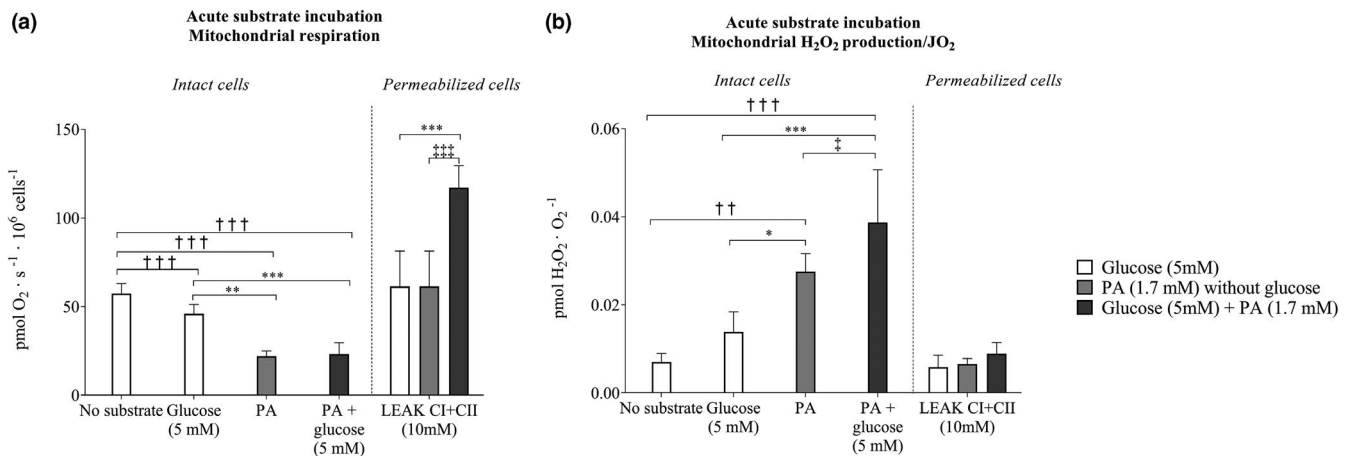 (a)
Acute substrate incubation
Mitochondrial respiration
Intact cells
Permeabilized cells
pmol O₂ · s⁻¹ · 10⁶ cells⁻¹
150
100
50
0
***
‡‡‡
†††
†††
†††
***
**
No substrate
Glucose
(5 mM)
PA
PA +
glucose
(5 mM)
LEAK CI+CII
(10mM)
(b)
Acute substrate incubation
Mitochondrial H₂O₂ production/JO₂
Intact cells
Permeabilized cells
pmol H₂O₂ · O₂⁻¹
0.06
0.04
0.02
0.00
†††
***
‡
††
*
No substrate
Glucose
(5 mM)
PA
PA +
glucose
(5 mM)
LEAK CI+CII
(10mM)
Glucose (5mM)
PA (1.7 mM) without glucose
Glucose (5mM) + PA (1.7 mM)